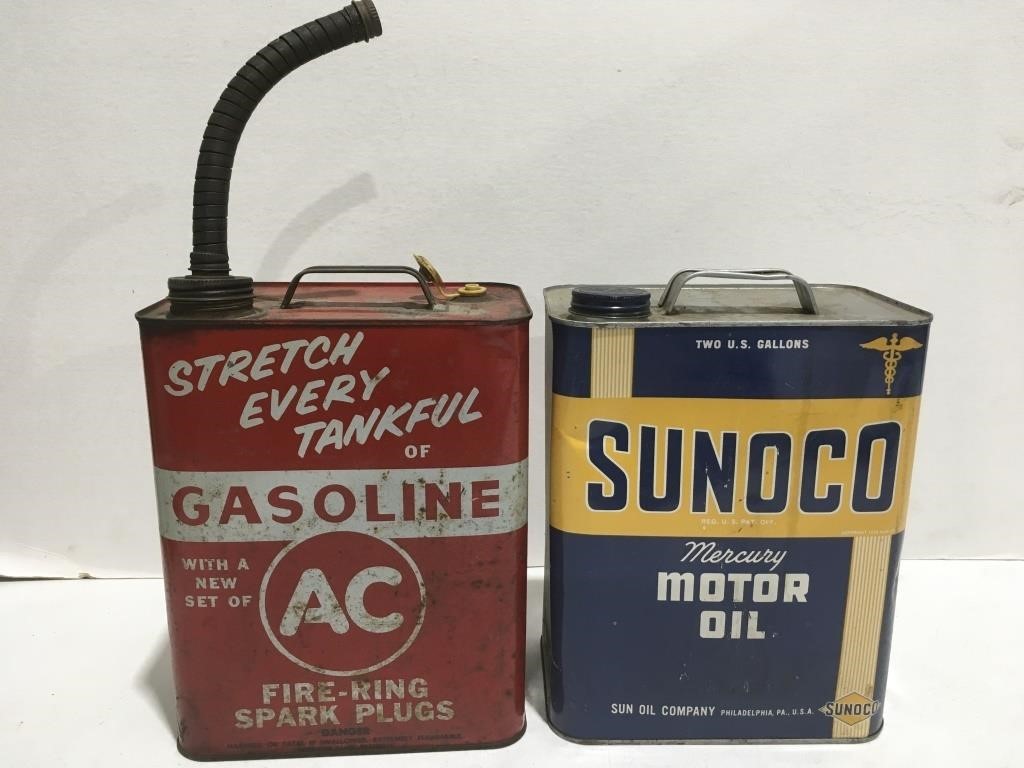 STRETCH
EVERY
TANKFUL
OF
GASOLINE
WITH A
NEW
SET OF
AC
FIRE-RING
SPARK PLUGS
DANGER
TWO U.S. GALLONS
SUNOCO
REG. U.S. PAT. OFF.
Mercury
MOTOR
OIL
SUN OIL COMPANY PHILADELPHIA, PA., U.S.A.
SUNOCO